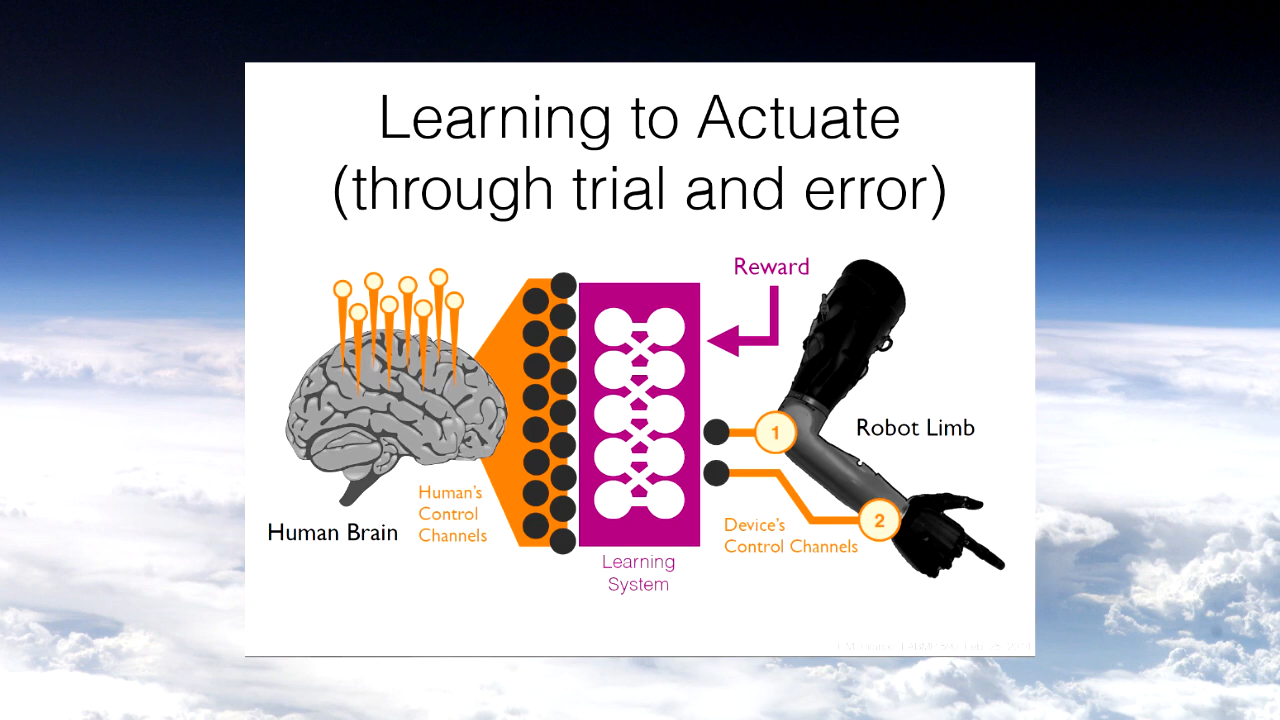 Learning to Actuate
(through trial and error)
Reward
Robot Limb
1
2
Human's
Control
Channels
Human Brain
Device's
Control Channels
Learning
System